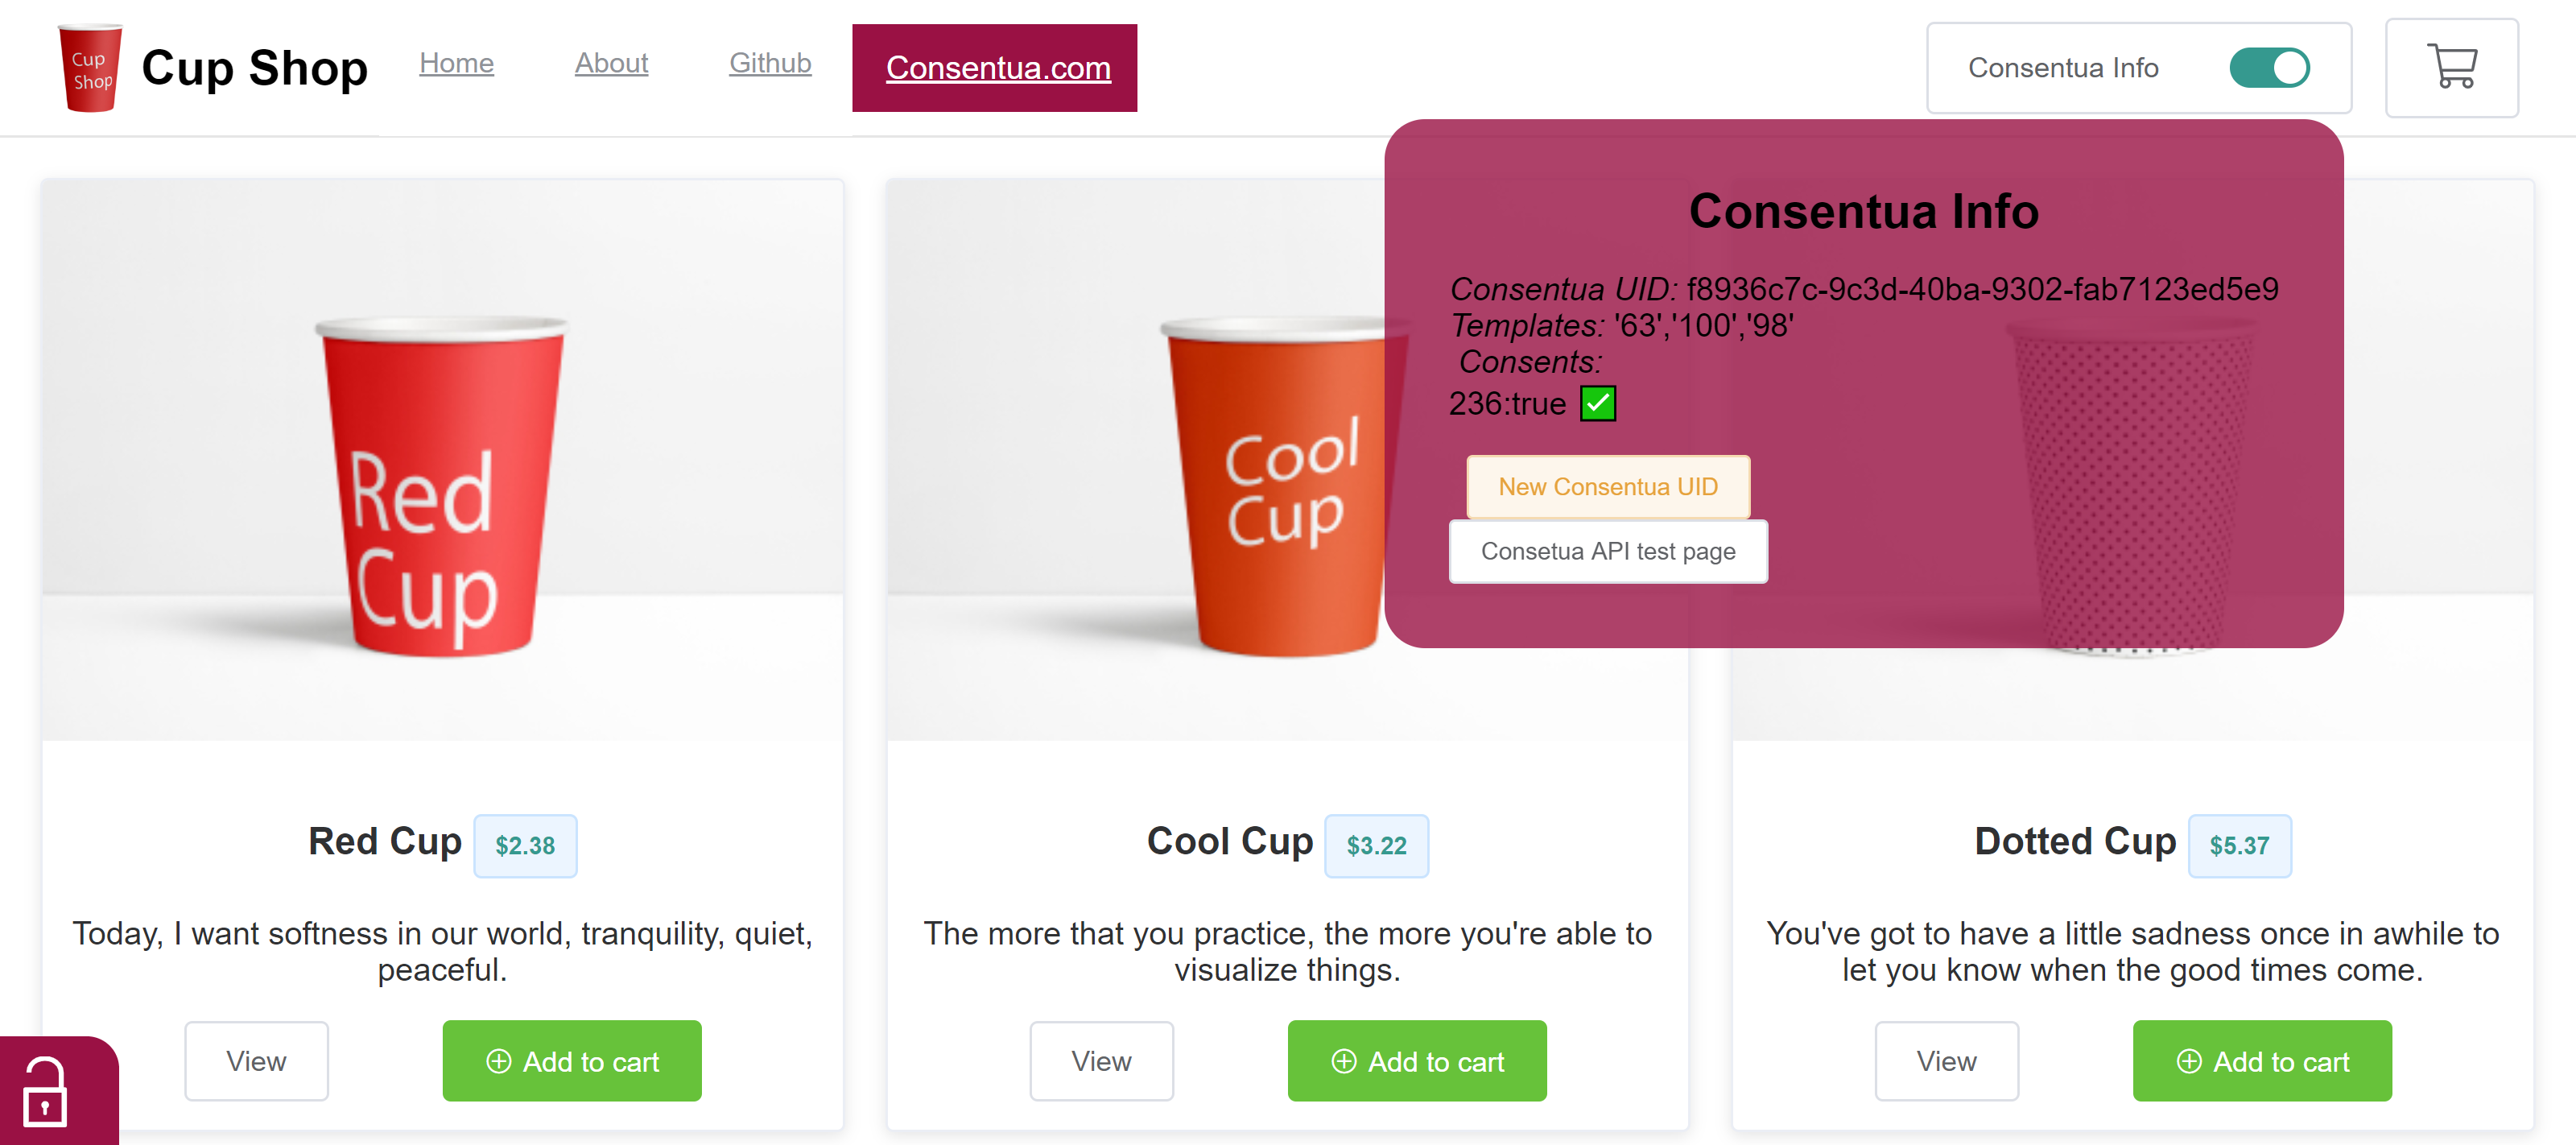 Cup
Shop
Cup Shop
Home
About
Github
Consentua.com
Consentua Info
Consentua Info
Consentua UID: f8936c7c-9c3d-40ba-9302-fab7123ed5e9
Templates: '63','100','98'
Consents:
236:true
New Consentua UID
Consetua API test page
Red
Cup
Cool
Cup
Red Cup
$2.38
Today, I want softness in our world, tranquility, quiet,
peaceful.
View
Add to cart
Cool Cup
$3.22
The more that you practice, the more you're able to
visualize things.
View
Add to cart
Dotted Cup
$5.37
You've got to have a little sadness once in awhile to
let you know when the good times come.
View
Add to cart